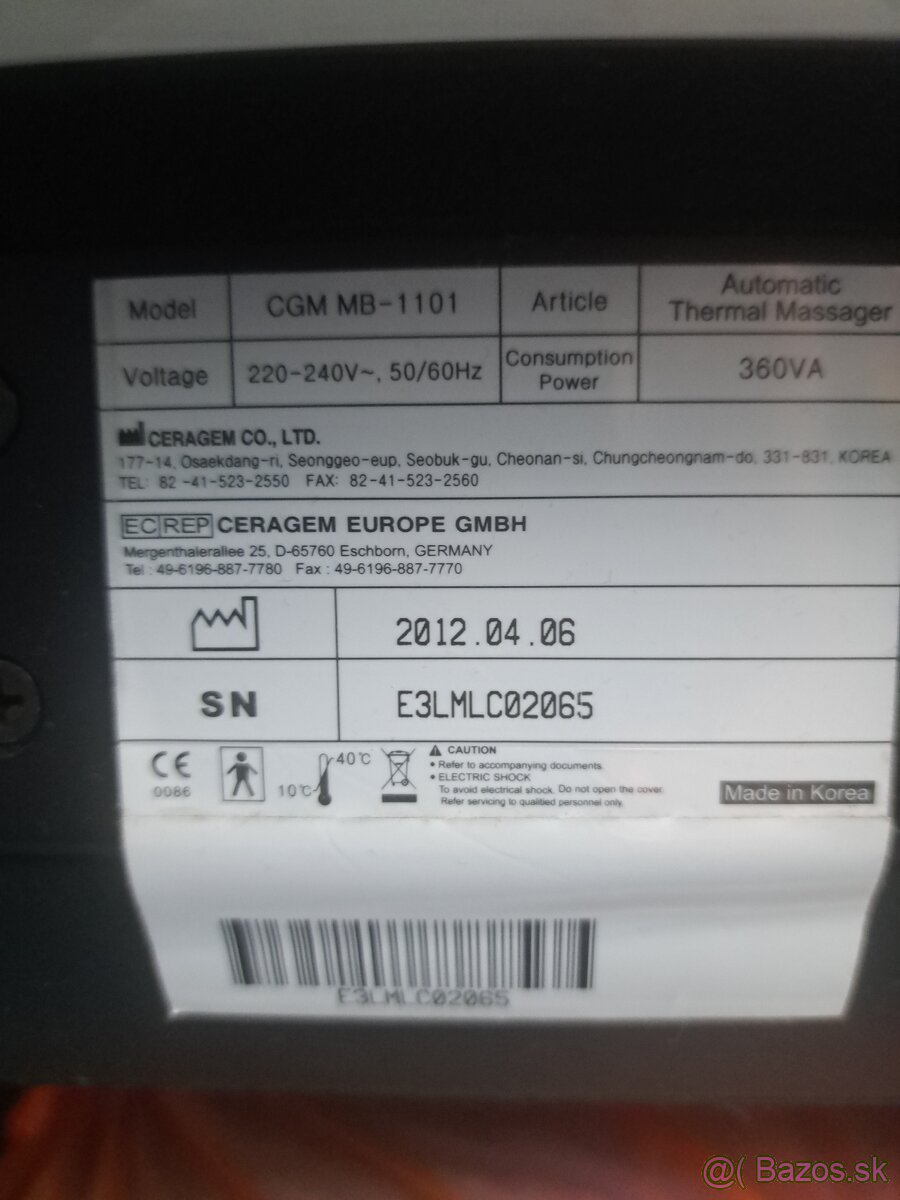 Model CGM MB-1101 Article Automatic Thermal Massager
Voltage 220-240V~, 50/60Hz Consumption Power 360VA
CERAGEM CO., LTD.
177-14, Osaekdang-ri, Seonggeo-eup, Seobuk-gu, Cheonan-si, Chungcheongnam-do, 331-831, KOREA
TEL: 82 -41-523-2550 FAX: 82-41-523-2560
EC REP CERAGEM EUROPE GMBH
Mergenthalerallee 25, D-65760 Eschborn, GERMANY
Tel : 49-6196-887-7780 Fax : 49-6196-887-7770
2012.04.06
SN E3LMLC02065
CE
0086
10℃ 40℃
CAUTION
• Refer to accompanying documents.
• ELECTRIC SHOCK
To avoid electrical shock. Do not open the cover.
Refer servicing to qualified personnel only.
Made in Korea
E3LMLC02065
@( Bazos.sk